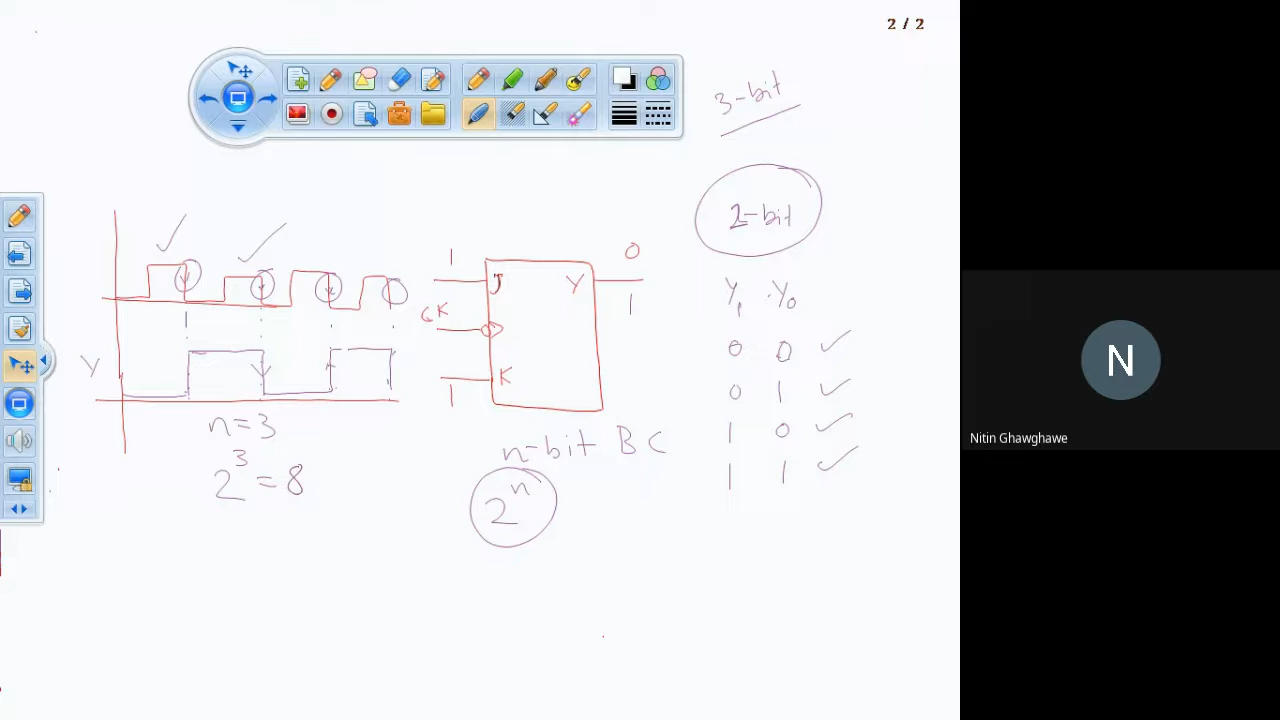 2 / 2
3-bit
2-bit
1
0
J
Y
1
CK
K
1
Y
Y1 Y0
0 0
0 1
1 0
1 1
n=3
2^3 = 8
n-bit B C
2^n
N
Nitin Ghawghawe